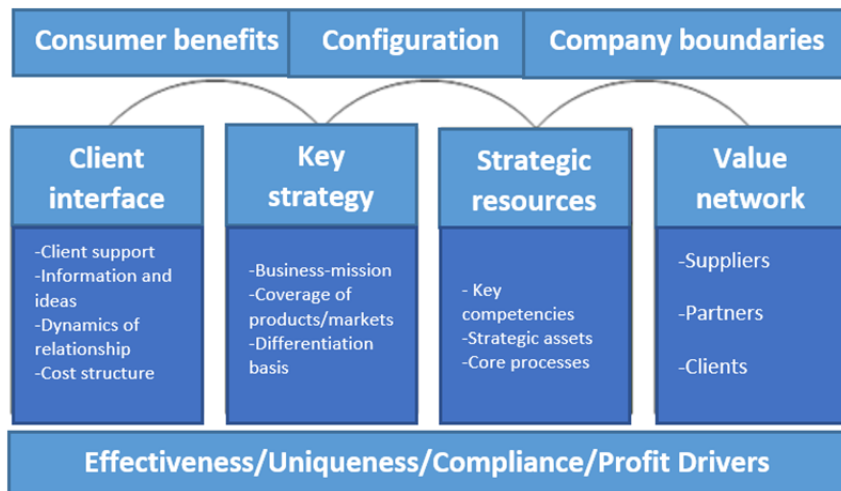 Consumer benefits
Configuration
Company boundaries
Client
interface
-Client support
-Information and
ideas
-Dynamics of
relationship
-Cost structure
Key
strategy
-Business-mission
-Coverage of
products/markets
-Differentiation
basis
Strategic
resources
- Key
competencies
-Strategic assets
-Core processes
Value
network
-Suppliers
-Partners
-Clients
Effectiveness/Uniqueness/Compliance/Profit Drivers